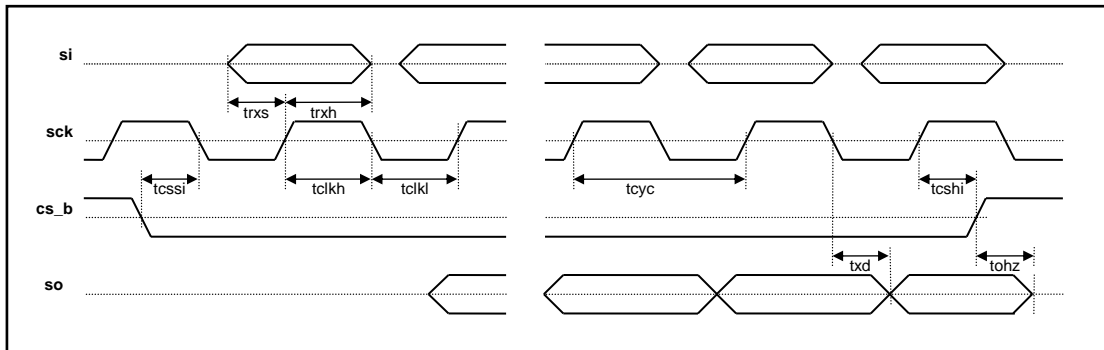 si
trxs trxh
sck
tcssi tclkh tclkl tcyc tcshi
cs_b
txd tohz
so